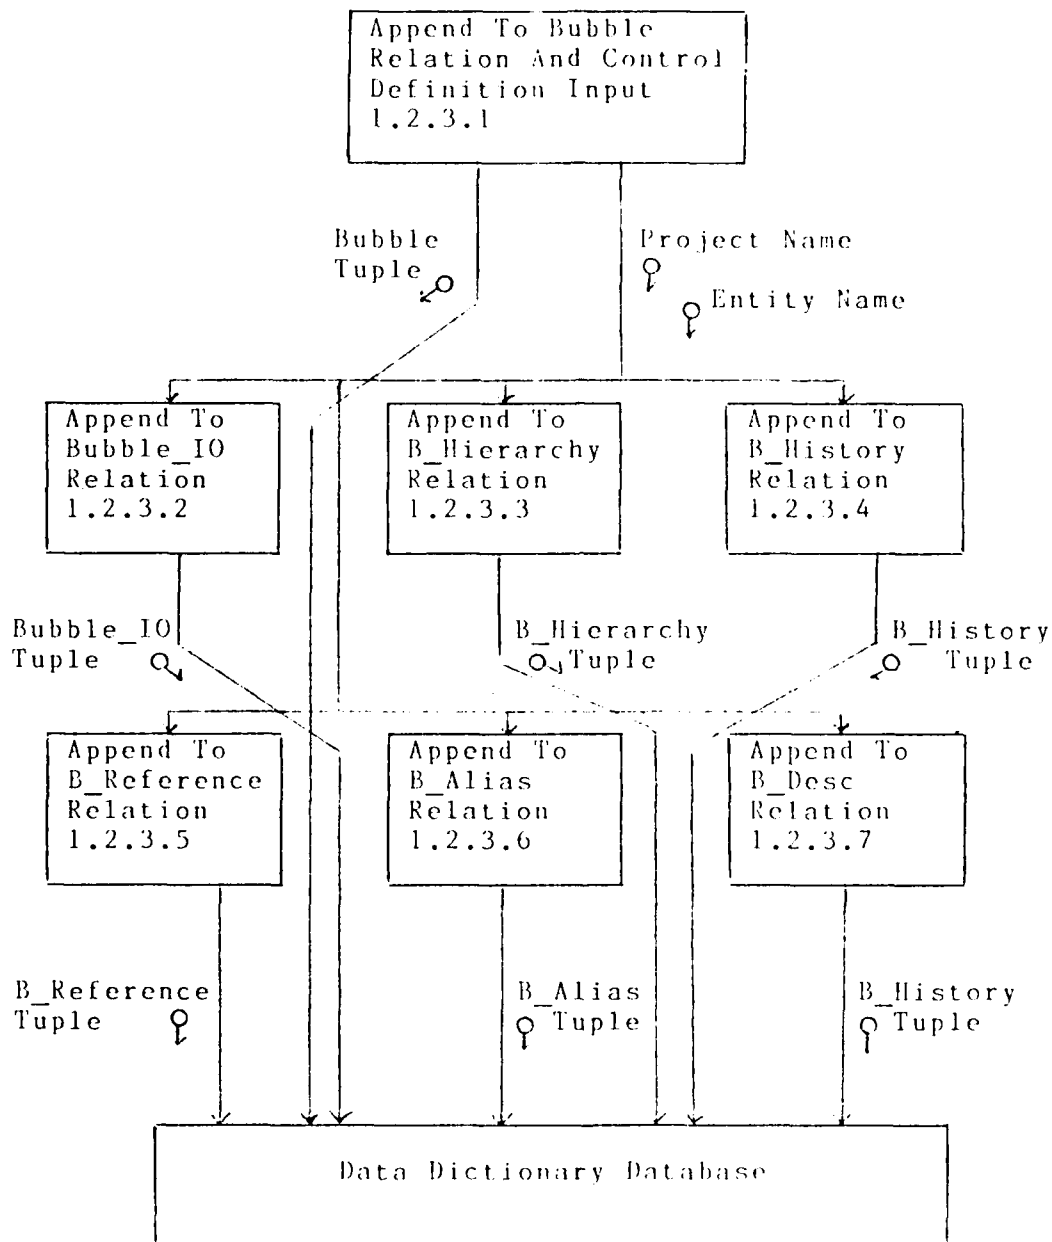 Append To Bubble
Relation And Control
Definition Input
1.2.3.1
Bubble
Tuple
Project Name
Entity Name
Append To
Bubble_IO
Relation
1.2.3.2
Append To
B_Hierarchy
Relation
1.2.3.3
Append To
B_History
Relation
1.2.3.4
Bubble_IO
Tuple
B_Hierarchy
Tuple
B_History
Tuple
Append To
B_Reference
Relation
1.2.3.5
Append To
B_Alias
Relation
1.2.3.6
Append To
B_Desc
Relation
1.2.3.7
B_Reference
Tuple
B_Alias
Tuple
B_History
Tuple
Data Dictionary Database